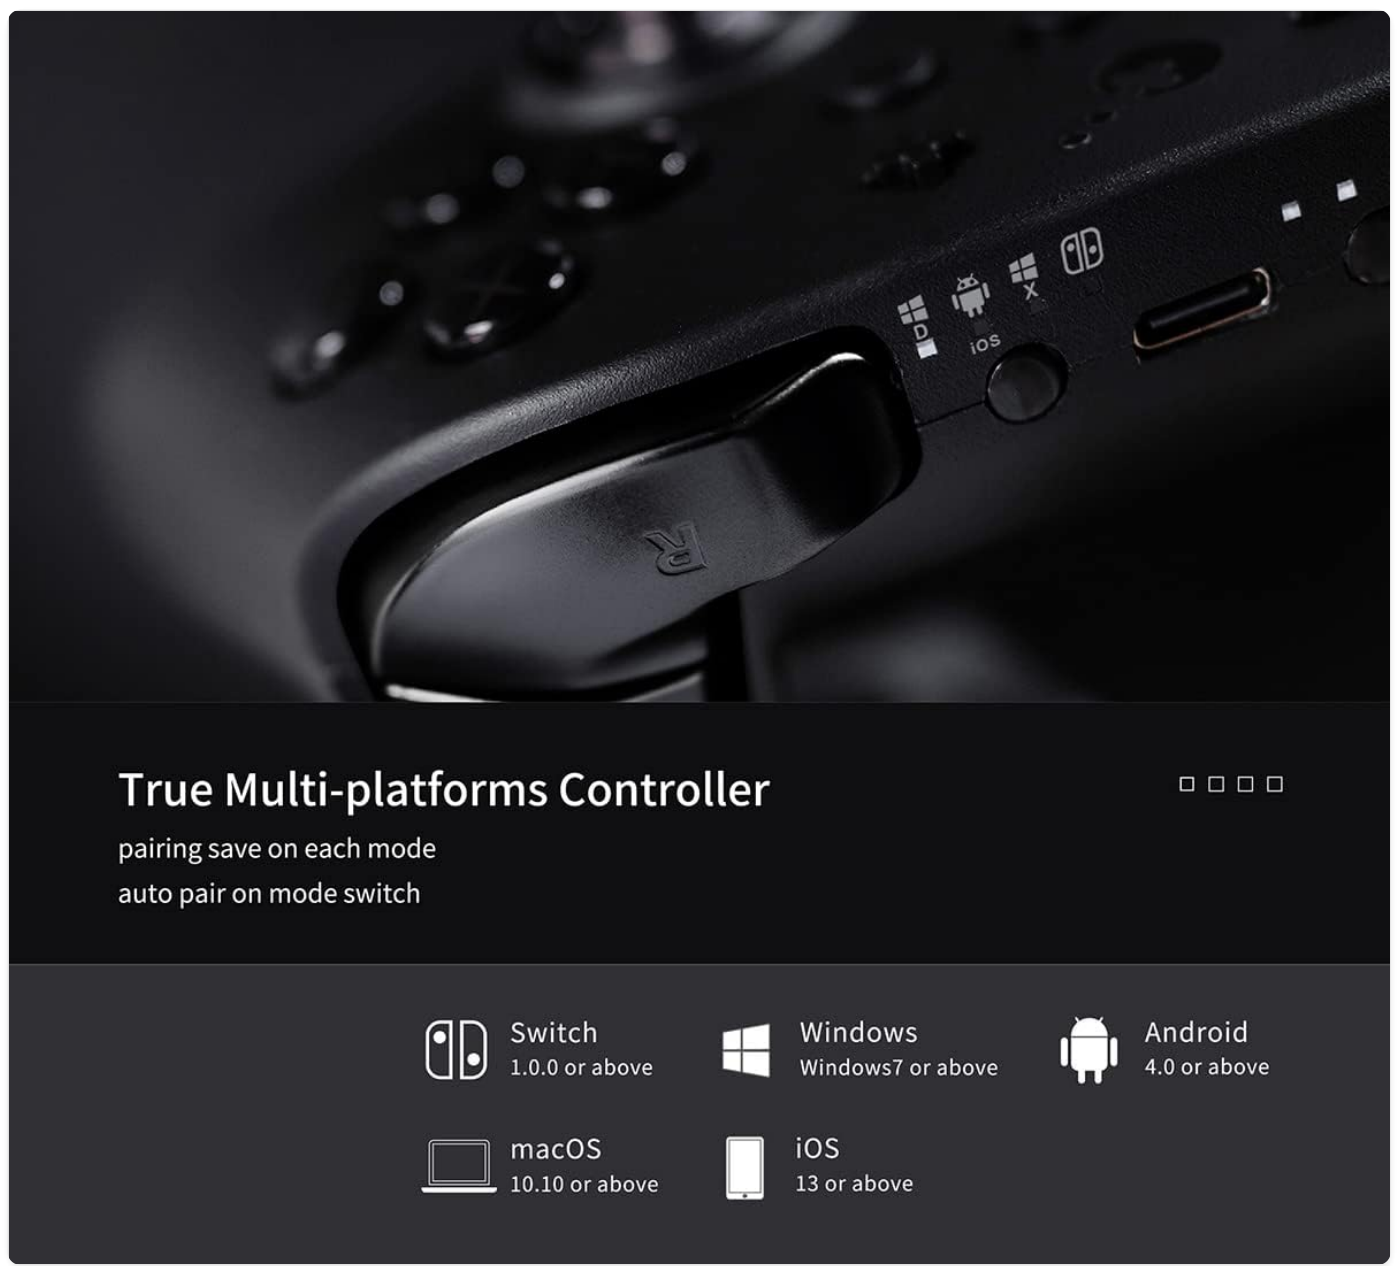 D
X
iOS
R
True Multi-platforms Controller
pairing save on each mode
auto pair on mode switch
Switch
1.0.0 or above
Windows
Windows7 or above
Android
4.0 or above
macOS
10.10 or above
iOS
13 or above